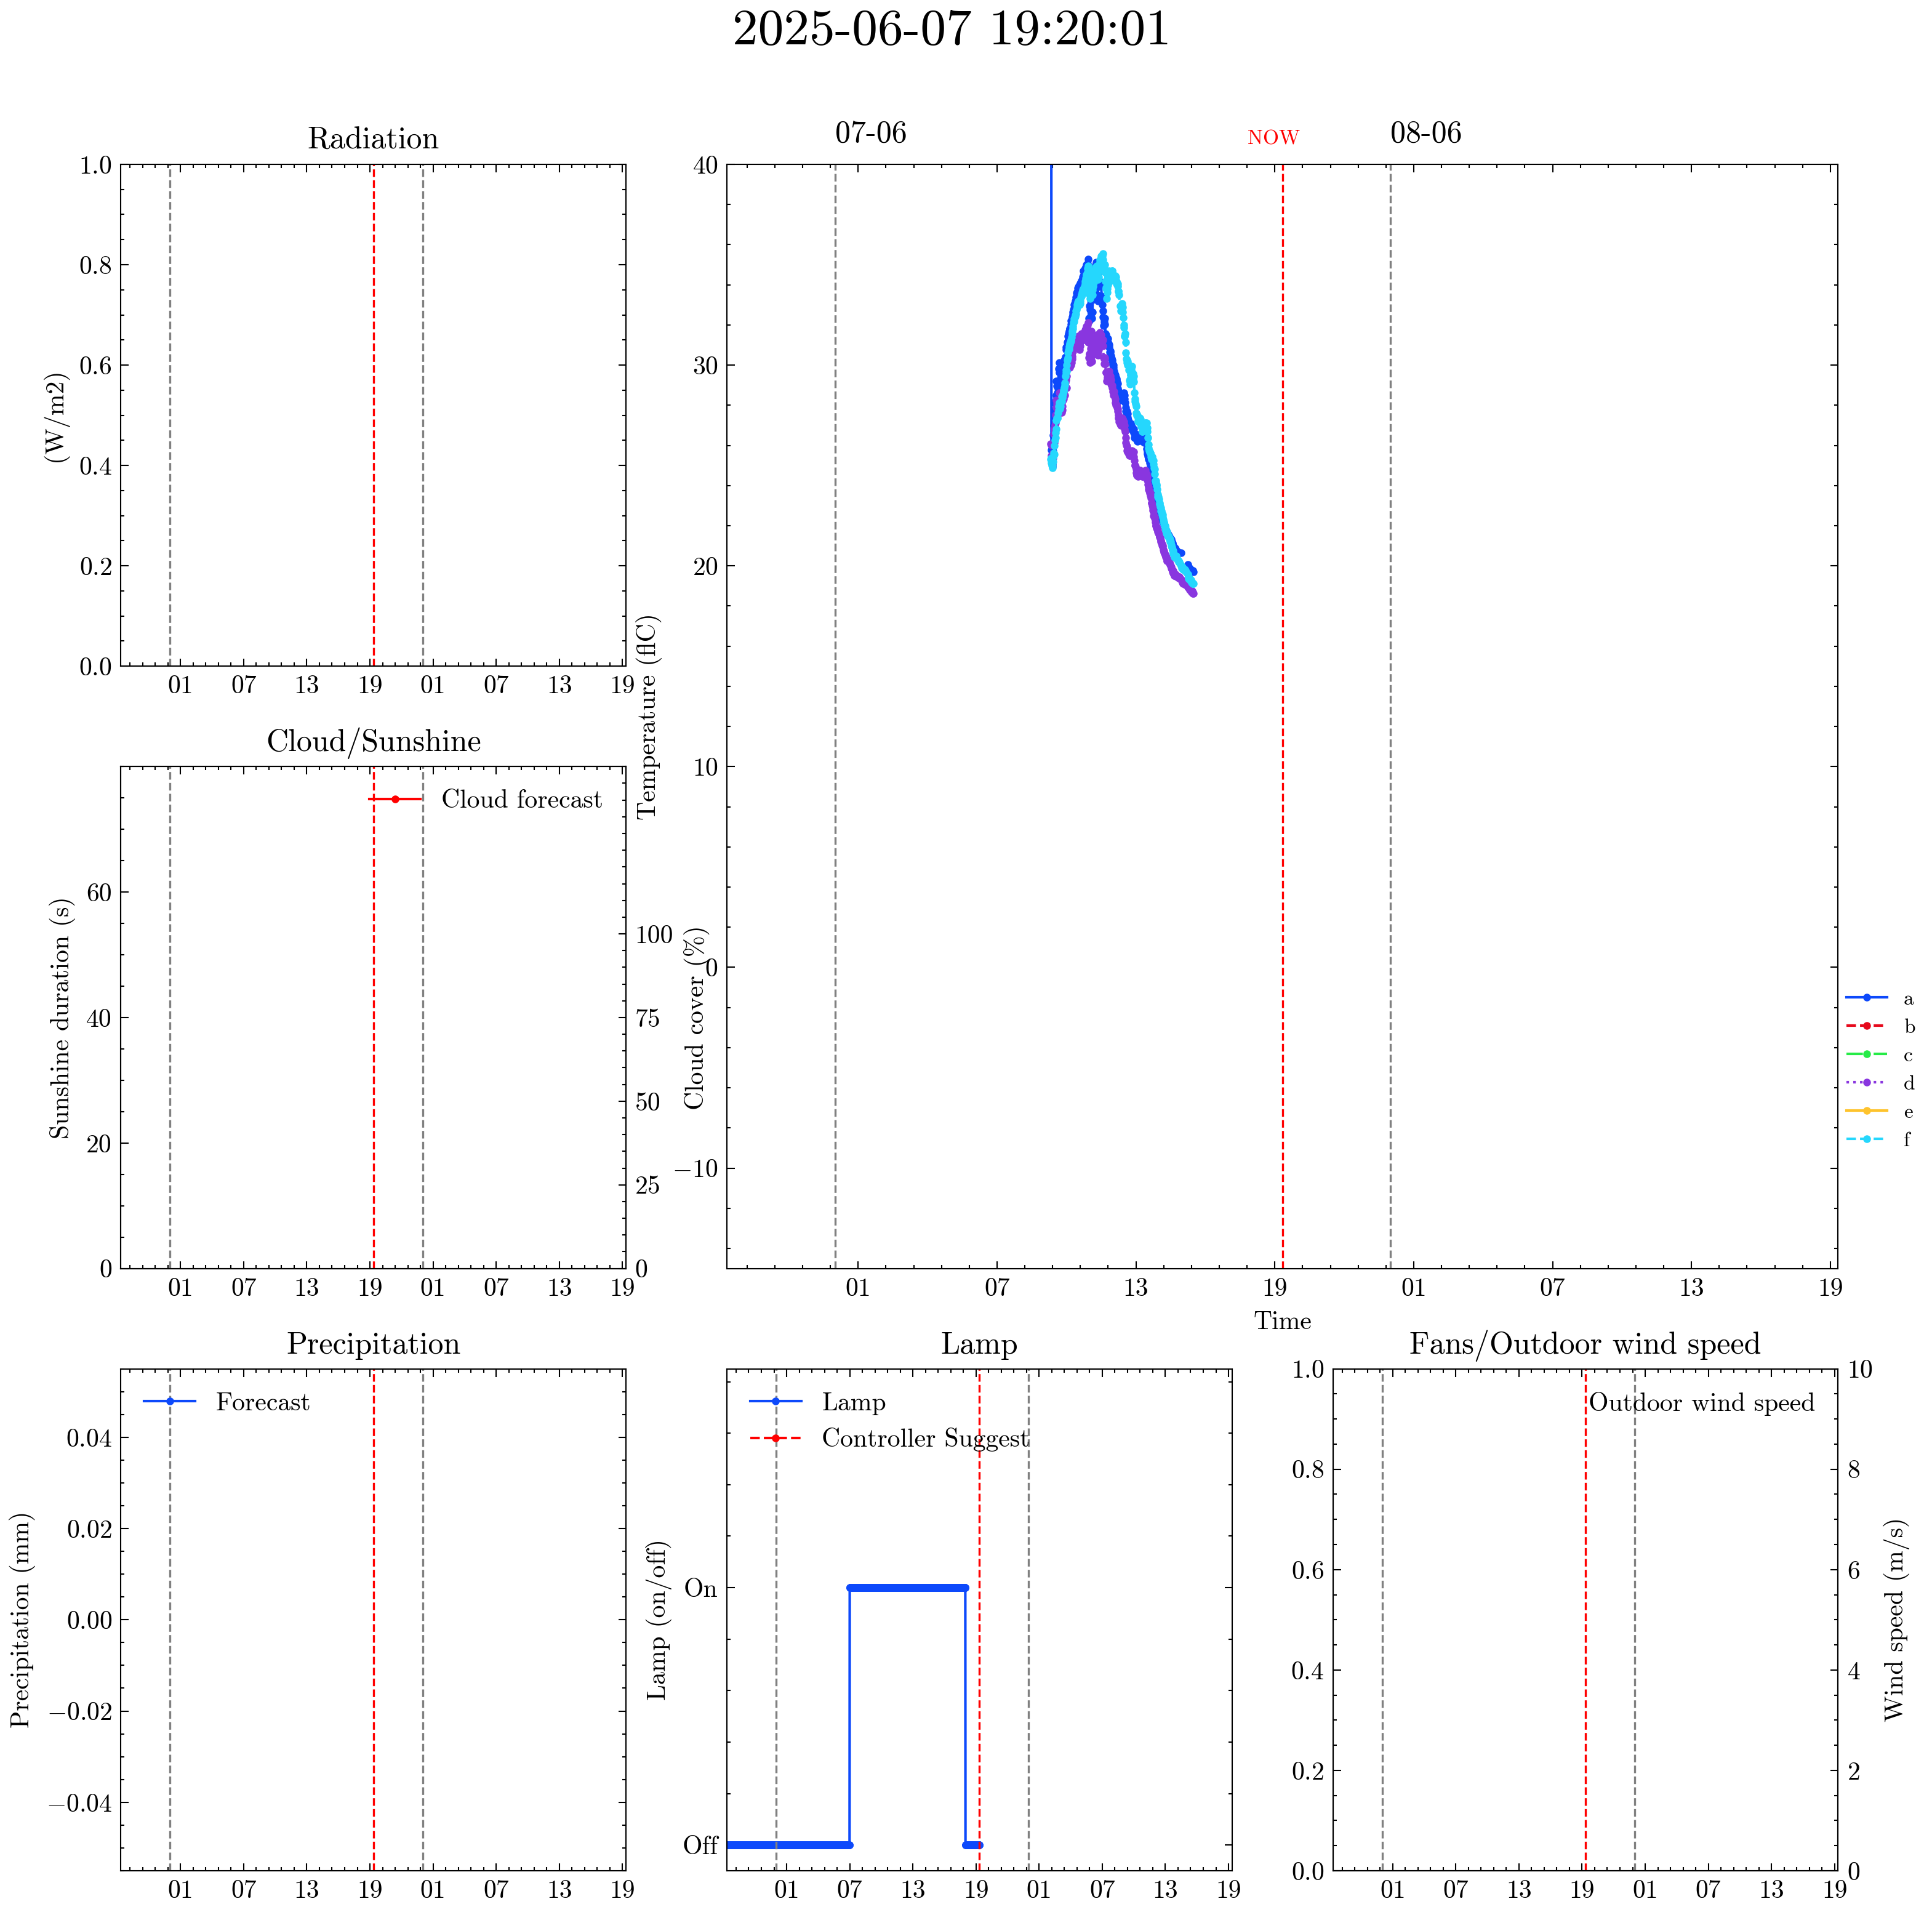 2025-06-07 19:20:01
Radiation
1.0
0.8
0.6
0.4
0.2
0.0
(W/m2)
01 07 13 19 01 07 13 19
07-06 NOW 08-06
40
30
20
10
0
−10
Temperature (flC)
01 07 13 19 01 07 13 19
Time
a
b
c
d
e
f
Cloud/Sunshine
Cloud forecast
60
40
20
0
Sunshine duration (s)
100
75
50
25
0
Cloud cover (%)
01 07 13 19 01 07 13 19
Precipitation
Forecast
0.04
0.02
0.00
−0.02
−0.04
Precipitation (mm)
01 07 13 19 01 07 13 19
Lamp
Lamp
Controller Suggest
On
Off
Lamp (on/off)
01 07 13 19 01 07 13 19
Fans/Outdoor wind speed
Outdoor wind speed
1.0
0.8
0.6
0.4
0.2
0.0
10
8
6
4
2
0
Wind speed (m/s)
01 07 13 19 01 07 13 19